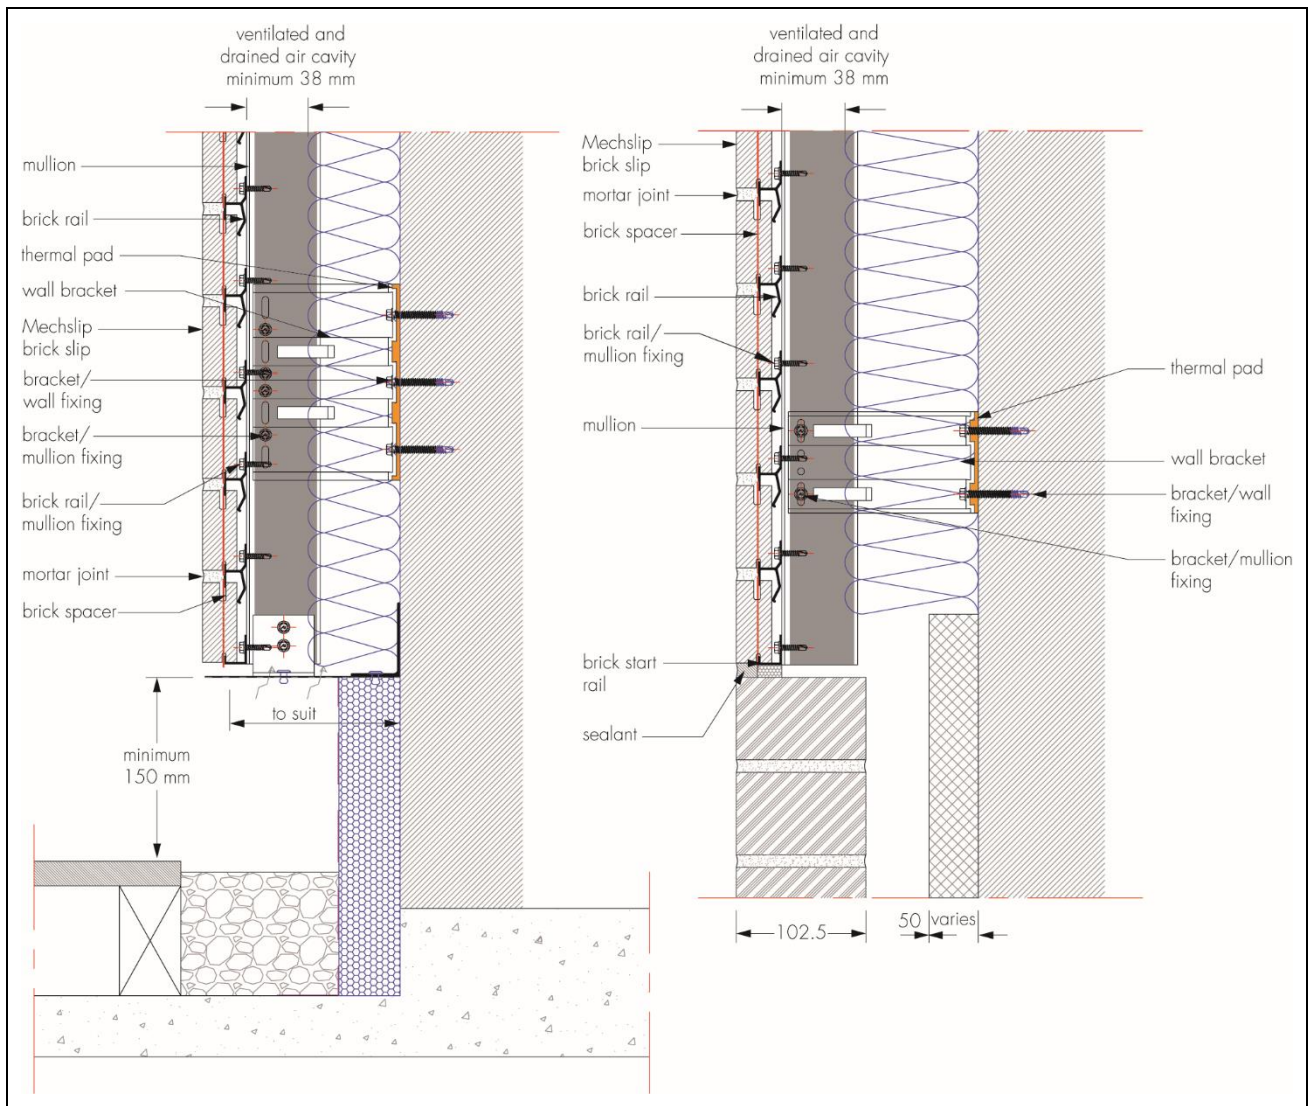 ventilated and
drained air cavity
minimum 38 mm
mullion
brick rail
thermal pad
wall bracket
Mechslip
brick slip
bracket/
wall fixing
bracket/
mullion fixing
brick rail/
mullion fixing
mortar joint
brick spacer
to suit
minimum
150 mm
ventilated and
drained air cavity
minimum 38 mm
Mechslip
brick slip
mortar joint
brick spacer
brick rail
brick rail/
mullion fixing
mullion
thermal pad
wall bracket
bracket/wall
fixing
bracket/mullion
fixing
brick start
rail
sealant
102.5
50
varies